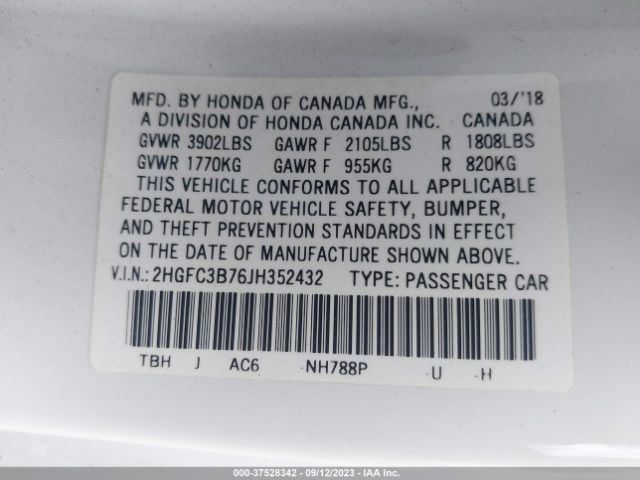 MFD. BY HONDA OF CANADA MFG., 03/'18
A DIVISION OF HONDA CANADA INC. CANADA
GVWR 3902LBS GAWR F 2105LBS R 1808LBS
GVWR 1770KG GAWR F 955KG R 820KG
THIS VEHICLE CONFORMS TO ALL APPLICABLE
FEDERAL MOTOR VEHICLE SAFETY, BUMPER,
AND THEFT PREVENTION STANDARDS IN EFFECT
ON THE DATE OF MANUFACTURE SHOWN ABOVE.
V.I.N.: 2HGFC3B76JH352432 TYPE: PASSENGER CAR
TBH J AC6 NH788P U H
000-37528342 / 09/12/2023 - IAA Inc.